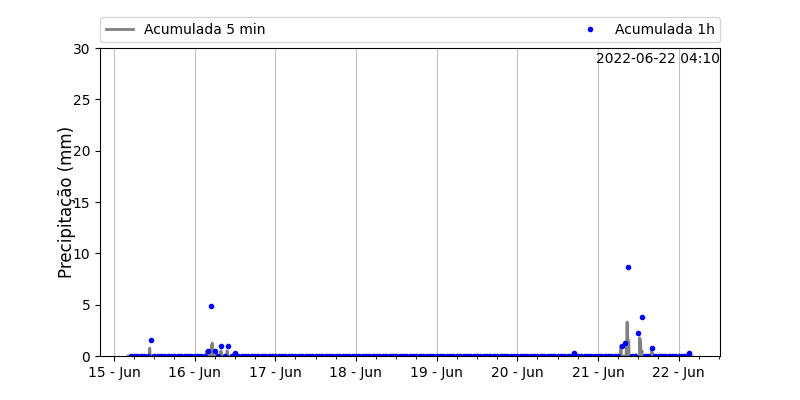 Acumulada 5 min Acumulada 1h
2022-06-22 04:10
Precipitação (mm)
30
25
20
15
10
5
0
15 - Jun 16 - Jun 17 - Jun 18 - Jun 19 - Jun 20 - Jun 21 - Jun 22 - Jun